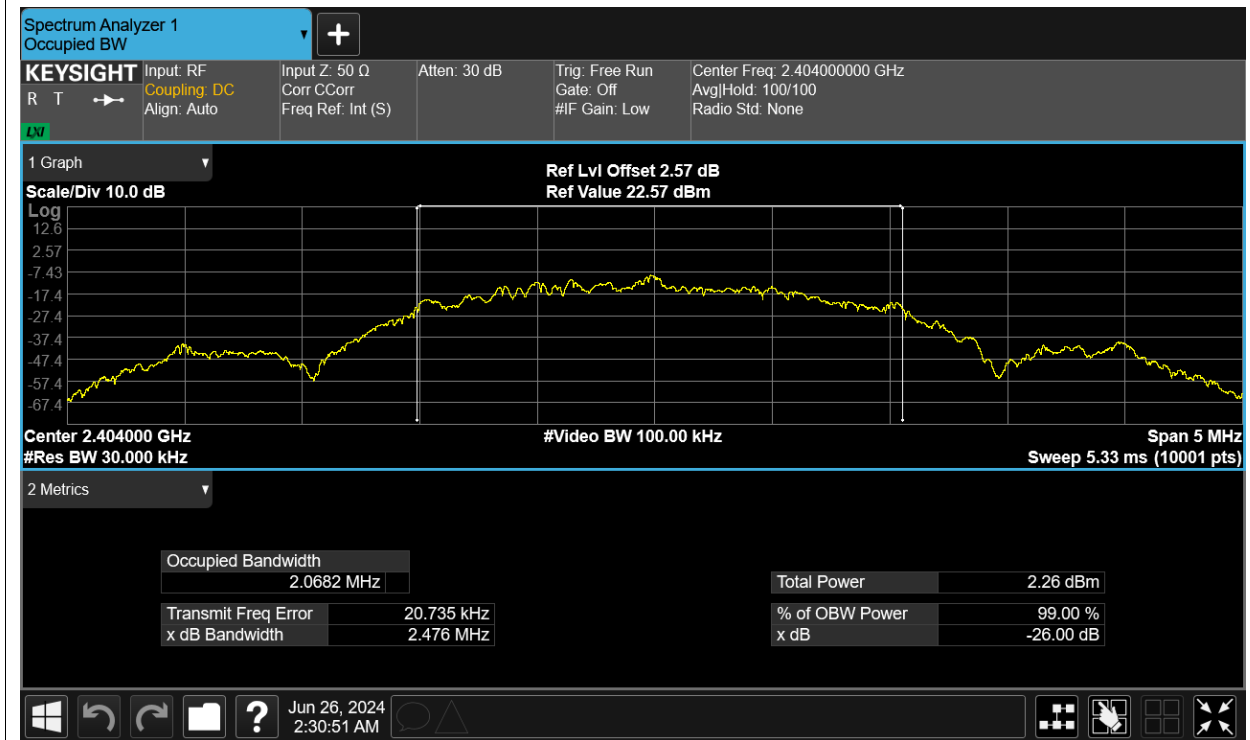 Spectrum Analyzer 1
Occupied BW
KEYSIGHT
R T
LXI
Input: RF
Coupling: DC
Align: Auto
Input Z: 50 Ω
Corr CCorr
Freq Ref: Int (S)
Atten: 30 dB
Trig: Free Run
Gate: Off
#IF Gain: Low
Center Freq: 2.404000000 GHz
Avg|Hold: 100/100
Radio Std: None
1 Graph
Scale/Div 10.0 dB
Ref Lvl Offset 2.57 dB
Ref Value 22.57 dBm
Log
12.6
2.57
-7.43
-17.4
-27.4
-37.4
-47.4
-57.4
-67.4
Center 2.404000 GHz
#Res BW 30.000 kHz
#Video BW 100.00 kHz
Span 5 MHz
Sweep 5.33 ms (10001 pts)
2 Metrics
Occupied Bandwidth
2.0682 MHz
Transmit Freq Error 20.735 kHz
x dB Bandwidth 2.476 MHz
Total Power 2.26 dBm
% of OBW Power 99.00 %
x dB -26.00 dB
?
Jun 26, 2024
2:30:51 AM